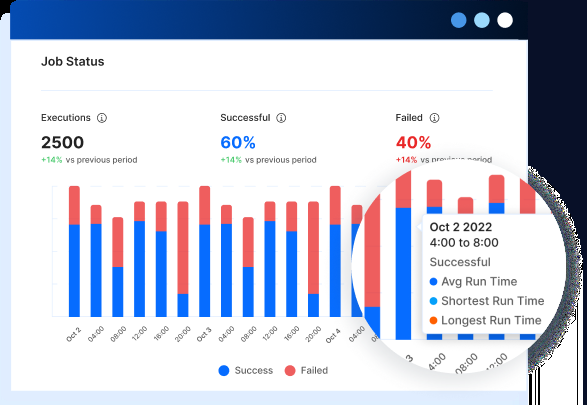 Job Status
Executions Successful Failed
2500 60% 40%
+14% vs previous period +14% vs previous period +14% vs previous period
Oct 2 2022
4:00 to 8:00
Successful
Avg Run Time
Shortest Run Time
Longest Run Time
Oct 2 04:00 08:00 12:00 16:00 20:00 Oct 3 04:00 08:00 12:00 16:00 20:00 Oct 4 04:00
3 4:00 08:00 12:00
Success Failed